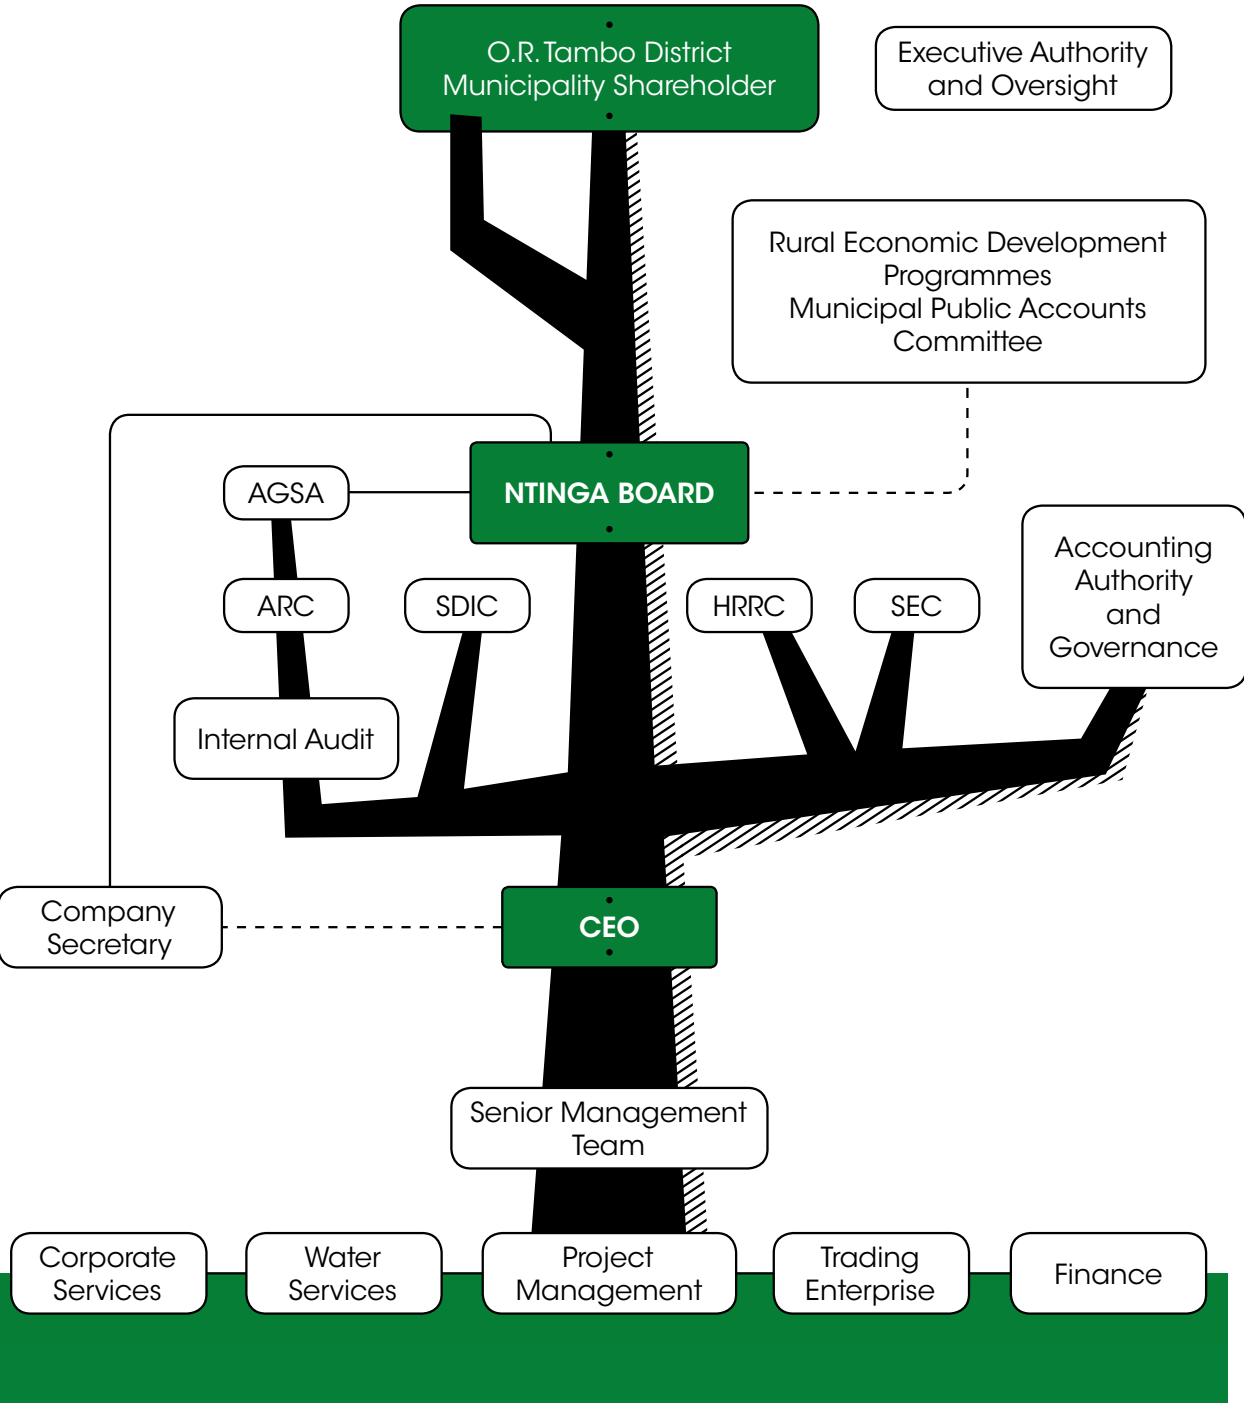 O.R. Tambo District
Municipality Shareholder
Executive Authority
and Oversight
Rural Economic Development
Programmes
Municipal Public Accounts
Committee
AGSA
NTINGA BOARD
Accounting
Authority
and
Governance
ARC
SDIC
HRRC
SEC
Internal Audit
Company
Secretary
CEO
Senior Management
Team
Corporate
Services
Water
Services
Project
Management
Trading
Enterprise
Finance